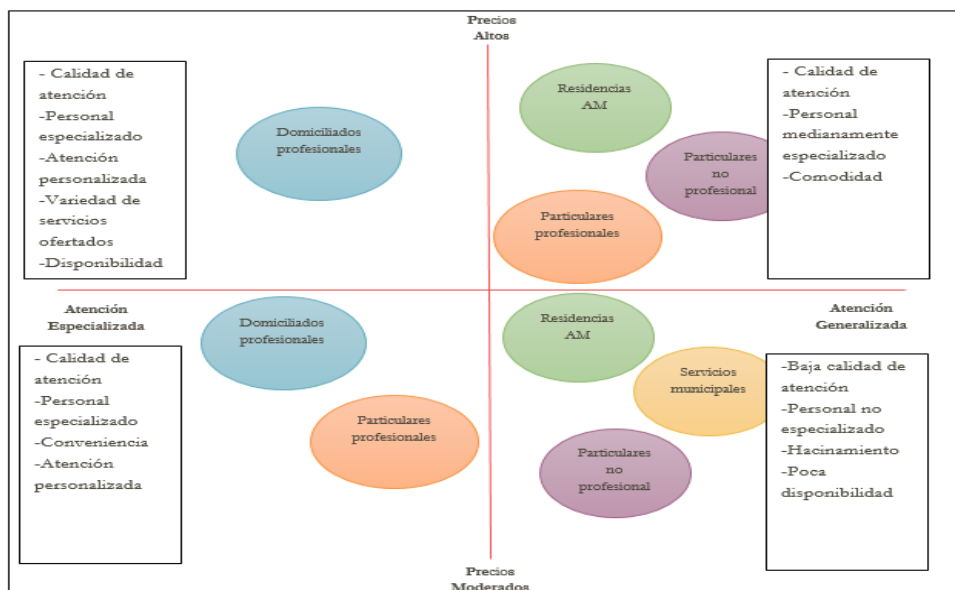 Precios
Altos
- Calidad de
atención
-Personal
especializado
-Atención
personalizada
-Variedad de
servicios
ofertados
-Disponibilidad
Domiciliados
profesionales
Residencias
AM
Particulares
no
profesional
Particulares
profesionales
- Calidad de
atención
-Personal
medianamente
especializado
-Comodidad
Atención
Especializada
Atención
Generalizada
- Calidad de
atención
-Personal
especializado
-Conveniencia
-Atención
personalizada
Domiciliados
profesionales
Particulares
profesionales
Residencias
AM
Servicios
municipales
Particulares
no
profesional
-Baja calidad de
atención
-Personal no
especializado
-Hacinamiento
-Poca
disponibilidad
Precios
Moderados